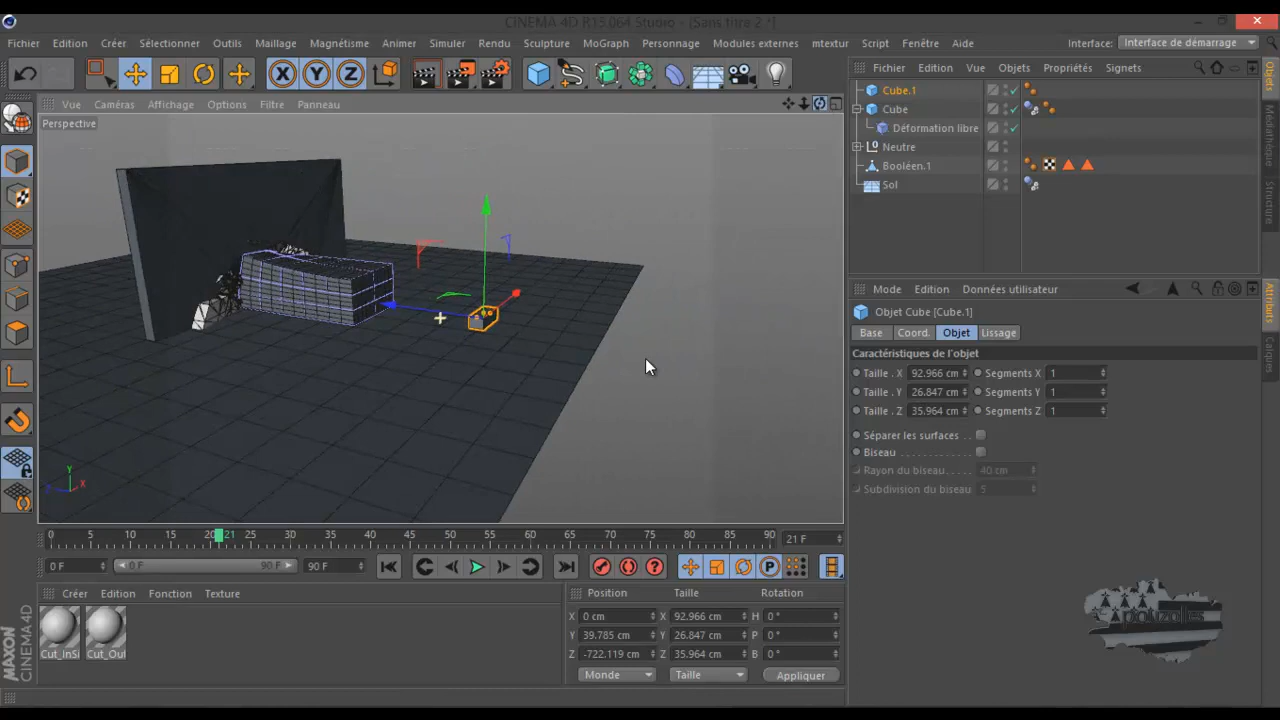 CINEMA 4D R15.064 Studio - [Sans titre 2 *]
Fichier Edition Créer Sélectionner Outils Maillage Magnétisme Animer Simuler Rendu Sculpture MoGraph Personnage Modules externes mtextur Script Fenêtre Aide Interface: Interface de démarrage
X Y Z
Fichier Edition Vue Objets Propriétés Signets
Cube.1
Cube
Déformation libre
Neutre
Booléen.1
Sol
Objets
Médiathèque
Structure
Vue Caméras Affichage Options Filtre Panneau
Perspective
Y
X
Z
Mode Edition Données utilisateur
Attributs
Calques
Objet Cube [Cube.1]
Base Coord. Objet Lissage
Caractéristiques de l'objet
Taille . X 92.966 cm Segments X 1
Taille . Y 26.847 cm Segments Y 1
Taille . Z 35.964 cm Segments Z 1
Séparer les surfaces . .
Biseau
Rayon du biseau 40 cm
Subdivision du biseau 5
0 5 10 15 20 21 25 30 35 40 45 50 55 60 65 70 75 80 85 90 21 F
0 F 0 F 90 F 90 F
P
Créer Edition Fonction Texture
Cut_InSi Cut_Out
Position Taille Rotation
X 0 cm X 92.966 cm H 0 °
Y 39.785 cm Y 26.847 cm P 0 °
Z -722.119 cm Z 35.964 cm B 0 °
Monde Taille Appliquer
MAXON
CINEMA 4D